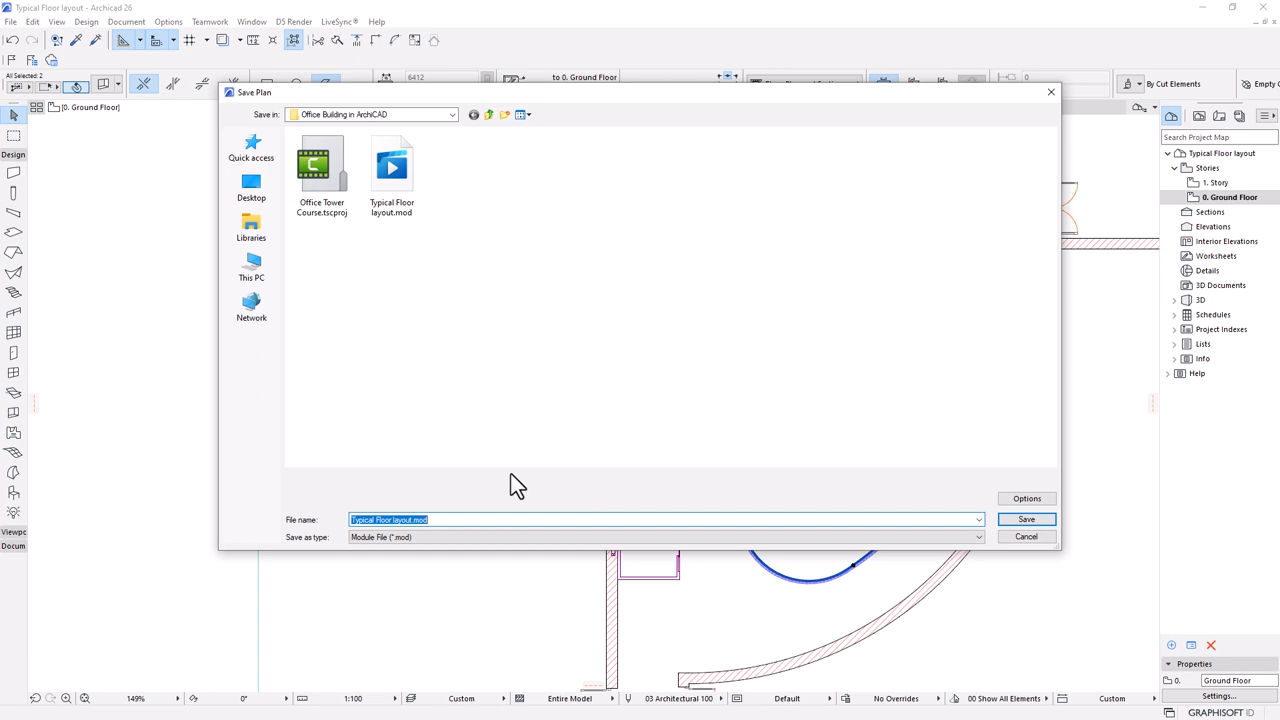 Typical Floor layout - Archicad 26
File Edit View Design Document Options Teamwork Window D5 Render LiveSync® Help
All Selected: 2
6412
to 0. Ground Floor
0
By Cut Elements
Empty
[0. Ground Floor]
Design
Viewpc
Docum
Save Plan
Save in:
Office Building in ArchiCAD
Quick access
Desktop
Libraries
This PC
Network
Office Tower Course.tscproj
Typical Floor layout.mod
Options
File name:
Typical Floor layout.mod
Save
Save as type:
Module File (*.mod)
Cancel
Search Project Map
Typical Floor layout
Stories
1. Story
0. Ground Floor
Sections
Elevations
Interior Elevations
Worksheets
Details
3D Documents
3D
Schedules
Project Indexes
Lists
Info
Help
Properties
0.
Ground Floor
Settings...
149%
0°
1:100
Custom
Entire Model
03 Architectural 100
Default
No Overrides
00 Show All Elements
Custom
GRAPHISOFT ID